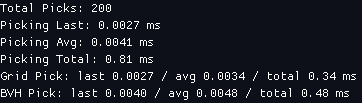 Total Picks: 200
Picking Last: 0.0027 ms
Picking Avg: 0.0041 ms
Picking Total: 0.81 ms
Grid Pick: last 0.0027 / avg 0.0034 / total 0.34 ms
BVH Pick: last 0.0040 / avg 0.0048 / total 0.48 ms